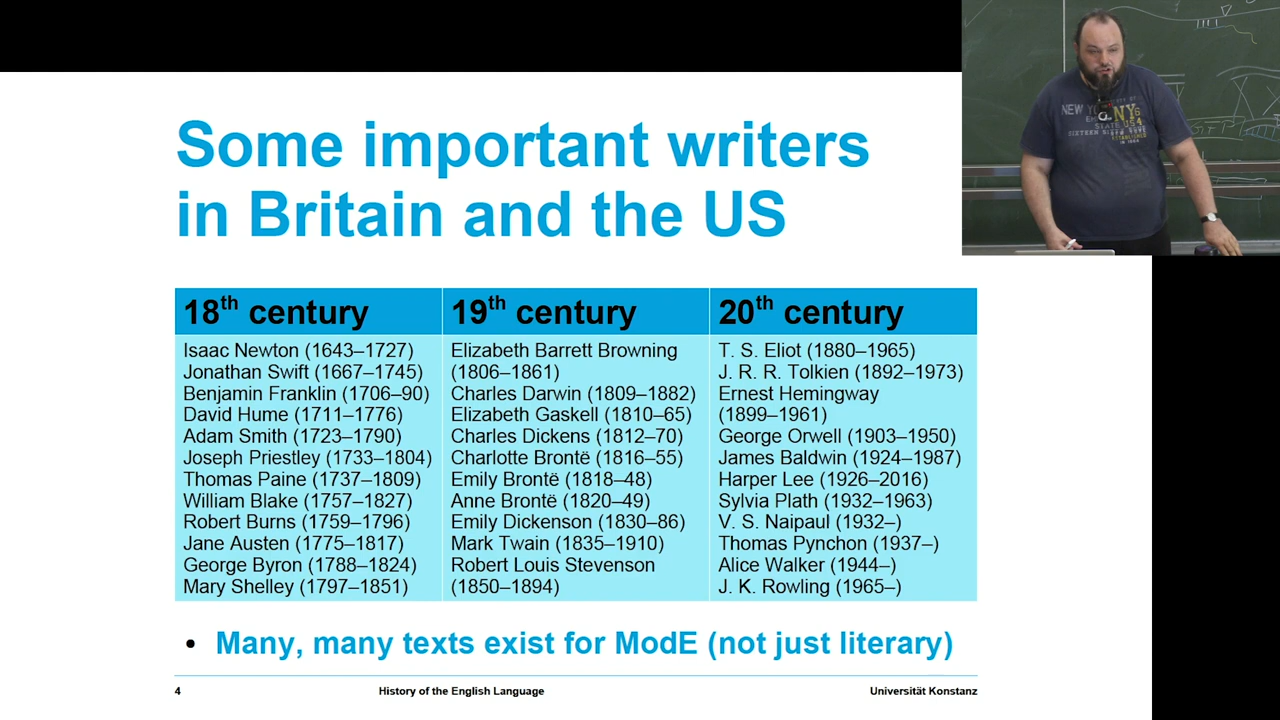 Some important writers
in Britain and the US
18th century
Isaac Newton (1643–1727)
Jonathan Swift (1667–1745)
Benjamin Franklin (1706–90)
David Hume (1711–1776)
Adam Smith (1723–1790)
Joseph Priestley (1733–1804)
Thomas Paine (1737–1809)
William Blake (1757–1827)
Robert Burns (1759–1796)
Jane Austen (1775–1817)
George Byron (1788–1824)
Mary Shelley (1797–1851)
19th century
Elizabeth Barrett Browning
(1806–1861)
Charles Darwin (1809–1882)
Elizabeth Gaskell (1810–65)
Charles Dickens (1812–70)
Charlotte Brontë (1816–55)
Emily Brontë (1818–48)
Anne Brontë (1820–49)
Emily Dickenson (1830–86)
Mark Twain (1835–1910)
Robert Louis Stevenson
(1850–1894)
20th century
T. S. Eliot (1880–1965)
J. R. R. Tolkien (1892–1973)
Ernest Hemingway
(1899–1961)
George Orwell (1903–1950)
James Baldwin (1924–1987)
Harper Lee (1926–2016)
Sylvia Plath (1932–1963)
V. S. Naipaul (1932–)
Thomas Pynchon (1937–)
Alice Walker (1944–)
J. K. Rowling (1965–)
• Many, many texts exist for ModE (not just literary)
4 History of the English Language Universität Konstanz
NEW
NY
STATE
SIXTEEN
ESTABLISHED